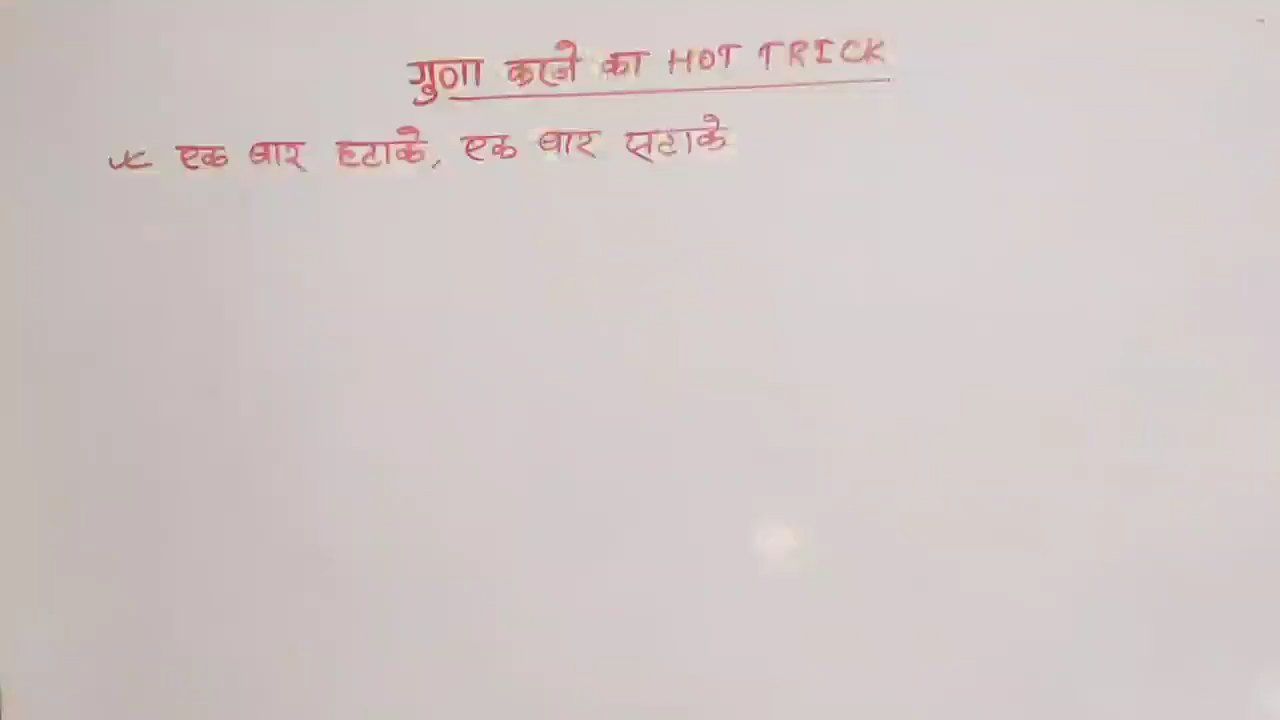 गुणा करने का HOT TRICK
एक बार हटाके, एक बार सटाके